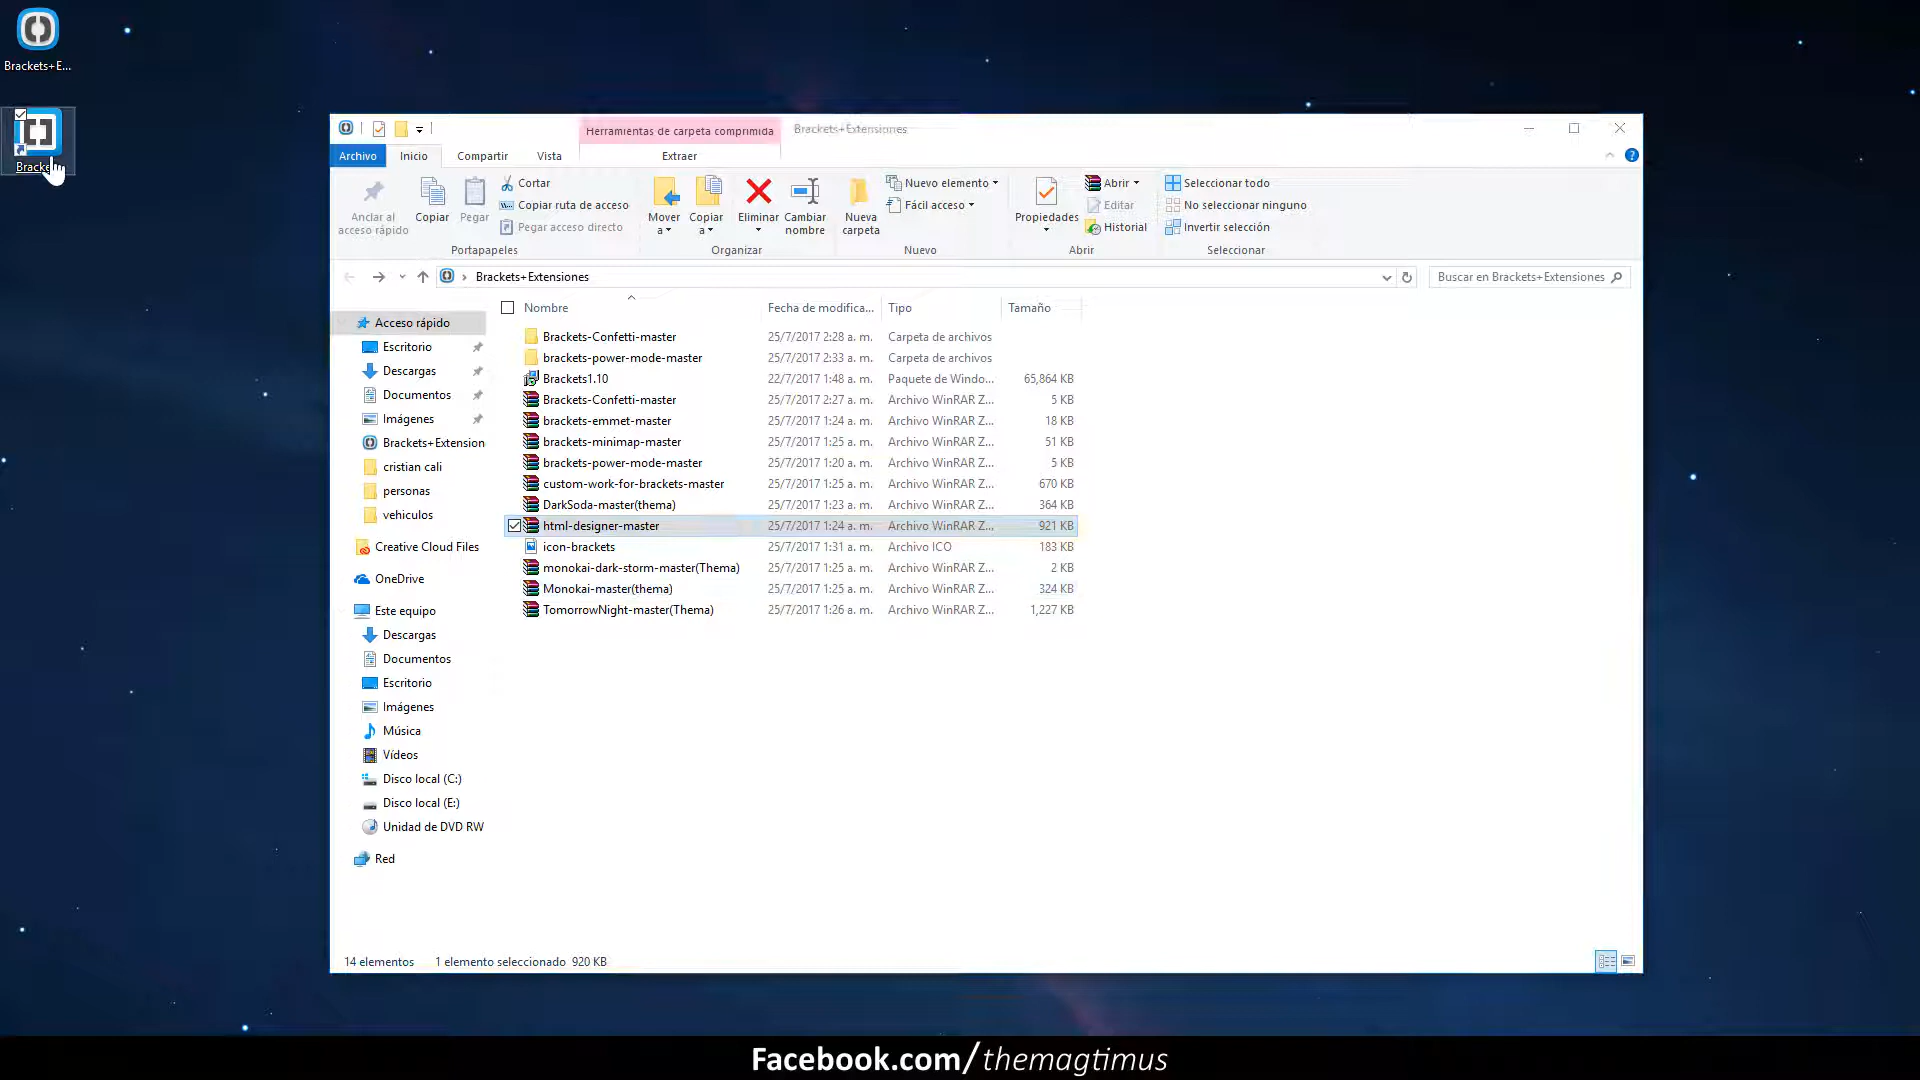 Brackets+E...
Bracke
Herramientas de carpeta comprimida
Brackets+Extensiones
Archivo
Inicio
Compartir
Vista
Extraer
Anclar al acceso rápido
Copiar
Pegar
Cortar
Copiar ruta de acceso
Pegar acceso directo
Portapapeles
Mover a
Copiar a
Eliminar
Cambiar nombre
Organizar
Nueva carpeta
Nuevo elemento
Fácil acceso
Nuevo
Propiedades
Abrir
Editar
Historial
Abrir
Seleccionar todo
No seleccionar ninguno
Invertir selección
Seleccionar
Brackets+Extensiones
Buscar en Brackets+Extensiones
Nombre Fecha de modifica... Tipo Tamaño
Acceso rápido
Escritorio
Descargas
Documentos
Imágenes
Brackets+Extension
cristian cali
personas
vehiculos
Creative Cloud Files
OneDrive
Este equipo
Descargas
Documentos
Escritorio
Imágenes
Música
Vídeos
Disco local (C:)
Disco local (E:)
Unidad de DVD RW
Red
Brackets-Confetti-master 25/7/2017 2:28 a. m. Carpeta de archivos
brackets-power-mode-master 25/7/2017 2:33 a. m. Carpeta de archivos
Brackets1.10 22/7/2017 1:48 a. m. Paquete de Windo... 65,864 KB
Brackets-Confetti-master 25/7/2017 2:27 a. m. Archivo WinRAR Z... 5 KB
brackets-emmet-master 25/7/2017 1:24 a. m. Archivo WinRAR Z... 18 KB
brackets-minimap-master 25/7/2017 1:25 a. m. Archivo WinRAR Z... 51 KB
brackets-power-mode-master 25/7/2017 1:20 a. m. Archivo WinRAR Z... 5 KB
custom-work-for-brackets-master 25/7/2017 1:25 a. m. Archivo WinRAR Z... 670 KB
DarkSoda-master(thema) 25/7/2017 1:23 a. m. Archivo WinRAR Z... 364 KB
html-designer-master 25/7/2017 1:24 a. m. Archivo WinRAR Z... 921 KB
icon-brackets 25/7/2017 1:31 a. m. Archivo ICO 183 KB
monokai-dark-storm-master(Thema) 25/7/2017 1:25 a. m. Archivo WinRAR Z... 2 KB
Monokai-master(thema) 25/7/2017 1:25 a. m. Archivo WinRAR Z... 324 KB
TomorrowNight-master(Thema) 25/7/2017 1:26 a. m. Archivo WinRAR Z... 1,227 KB
14 elementos 1 elemento seleccionado 920 KB
Facebook.com/themagtimus